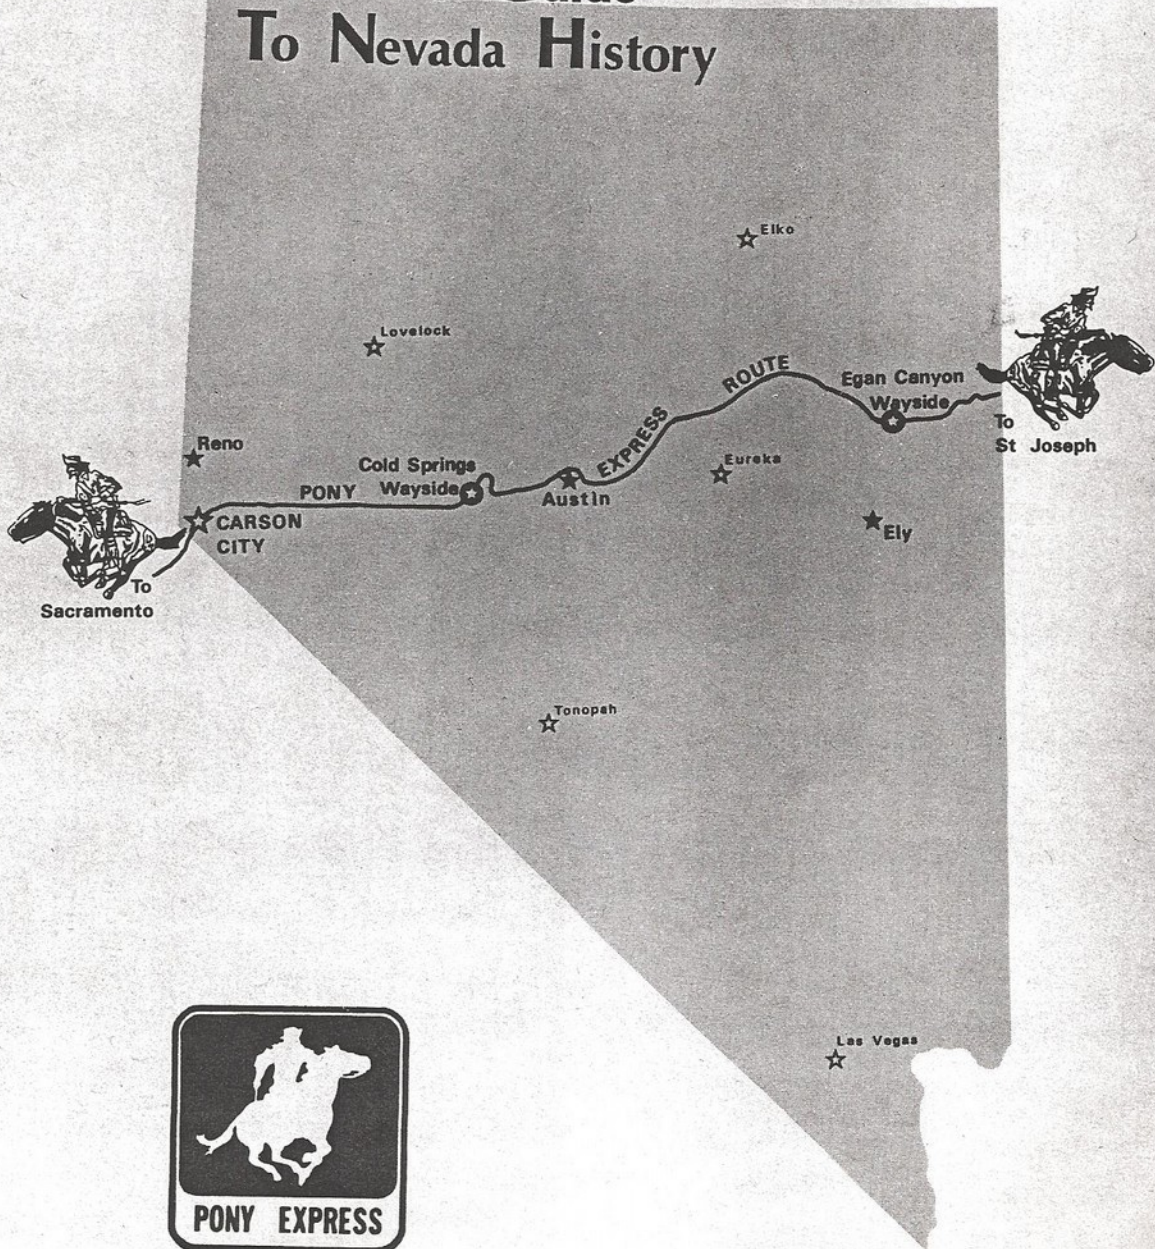 To Nevada History
Elko
Lovelock
ROUTE
Egan Canyon
Wayside
To
St Joseph
EXPRESS
Reno
Eureka
Cold Springs
Wayside
PONY
Austin
CARSON
CITY
Ely
To
Sacramento
Tonopah
Las Vegas
PONY EXPRESS